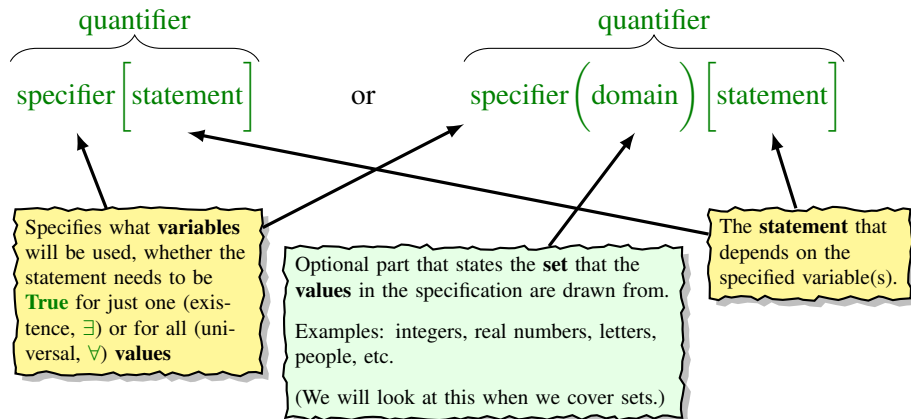 quantifier quantifier
specifier [statement] or specifier (domain) [statement]
Specifies what variables
will be used, whether the
statement needs to be
True for just one (exis-
tence, ∃) or for all (uni-
versal, ∀) values
Optional part that states the set that the
values in the specification are drawn from.
Examples: integers, real numbers, letters,
people, etc.
(We will look at this when we cover sets.)
The statement that
depends on the
specified variable(s).